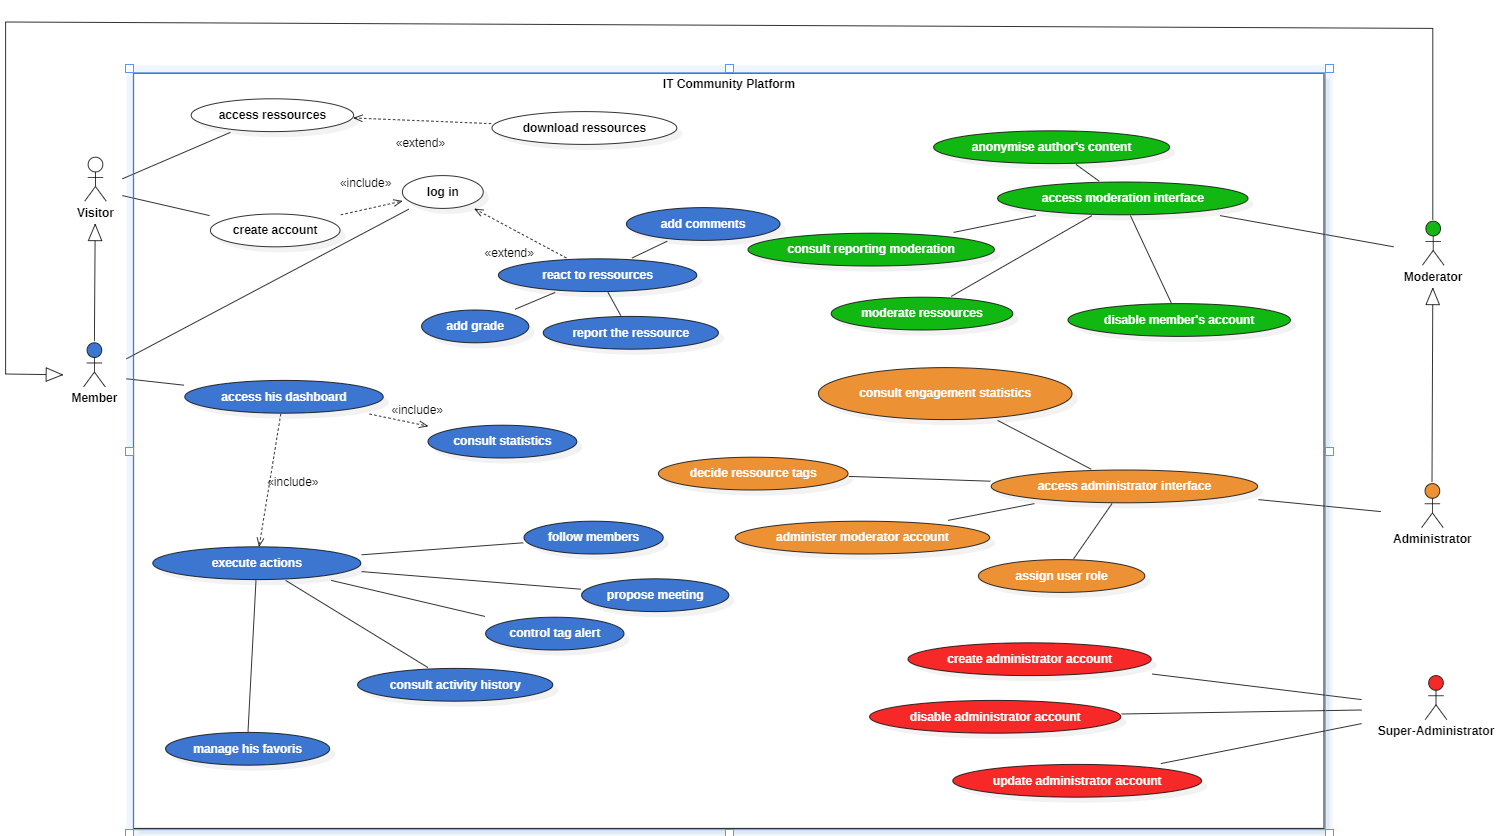 IT Community Platform
access ressources
download ressources
«extend»
anonymise author's content
«include»
log in
access moderation interface
Visitor
create account
add comments
consult reporting moderation
«extend»
react to ressources
Moderator
add grade
report the ressource
moderate ressources
disable member's account
Member
access his dashboard
«include»
consult engagement statistics
consult statistics
decide ressource tags
access administrator interface
«include»
follow members
administer moderator account
Administrator
execute actions
assign user role
propose meeting
control tag alert
create administrator account
consult activity history
disable administrator account
Super-Administrator
manage his favoris
update administrator account